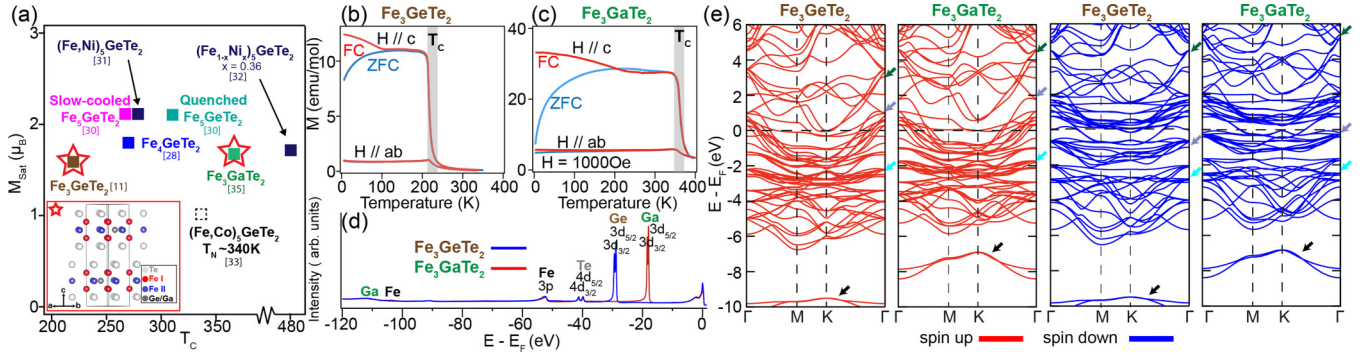 (a)
M_Sat (μ_B)
3
2
1
0
(Fe,Ni)5GeTe2
[31]
(Fe1-xNix)5GeTe2
x = 0.36
[32]
Slow-cooled
Fe5GeTe2
[30]
Quenched
Fe5GeTe2
[30]
Fe4GeTe2
[28]
Fe3GeTe2 [11]
Fe3GaTe2
[35]
(Fe,Co)5GeTe2
T_N ~340K
[33]
Te
Fe I
Fe II
Ge/Ga
c
a
b
200 250 300 350 480
T_C
(b) Fe3GeTe2
M (emu/mol)
10
5
0
FC
H // c
ZFC
T_C
H // ab
0 100 200 300 400
Temperature (K)
(c) Fe3GaTe2
40
20
0
FC
H // c
ZFC
T_C
H // ab
H = 1000Oe
0 100 200 300 400
Temperature (K)
(d)
Intensity ( arb. units)
Fe3GeTe2
Fe3GaTe2
Ga
Fe
Fe
3p
Te
4d5/2
4d3/2
Ge
3d5/2
3d3/2
Ga
3d5/2
3d3/2
-120 -100 -80 -60 -40 -20 0
E - E_F (eV)
(e)
Fe3GeTe2 Fe3GaTe2 Fe3GeTe2 Fe3GaTe2
E - E_F (eV)
6
4
2
0
-2
-4
-6
-8
-10
Γ M K Γ Γ M K Γ Γ M K Γ Γ M K Γ
spin up
spin down